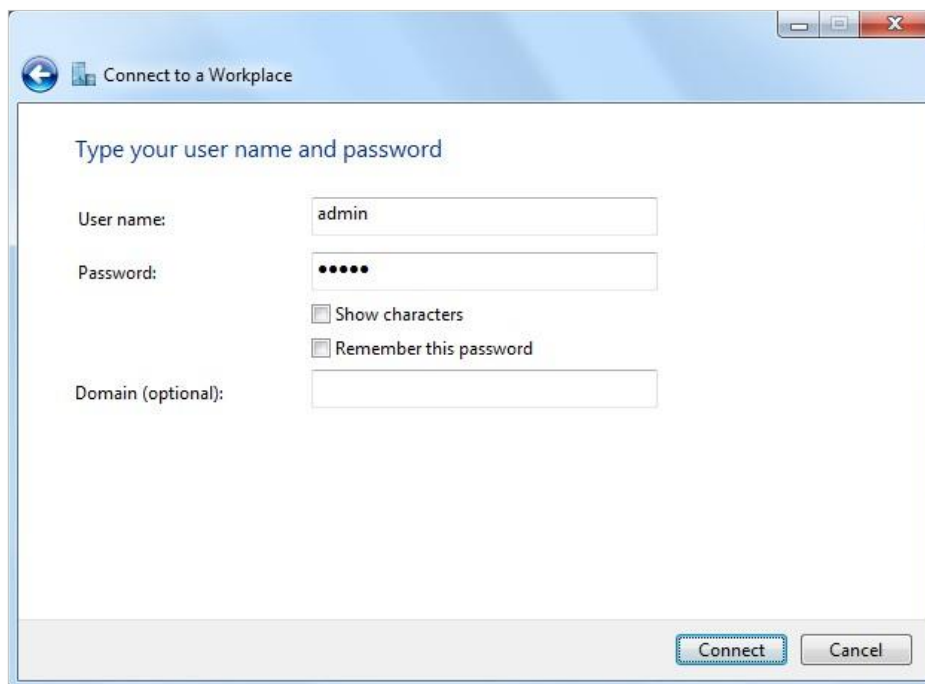 Connect to a Workplace
Type your user name and password
User name: admin
Password: •••••
Show characters
Remember this password
Domain (optional):
Connect Cancel